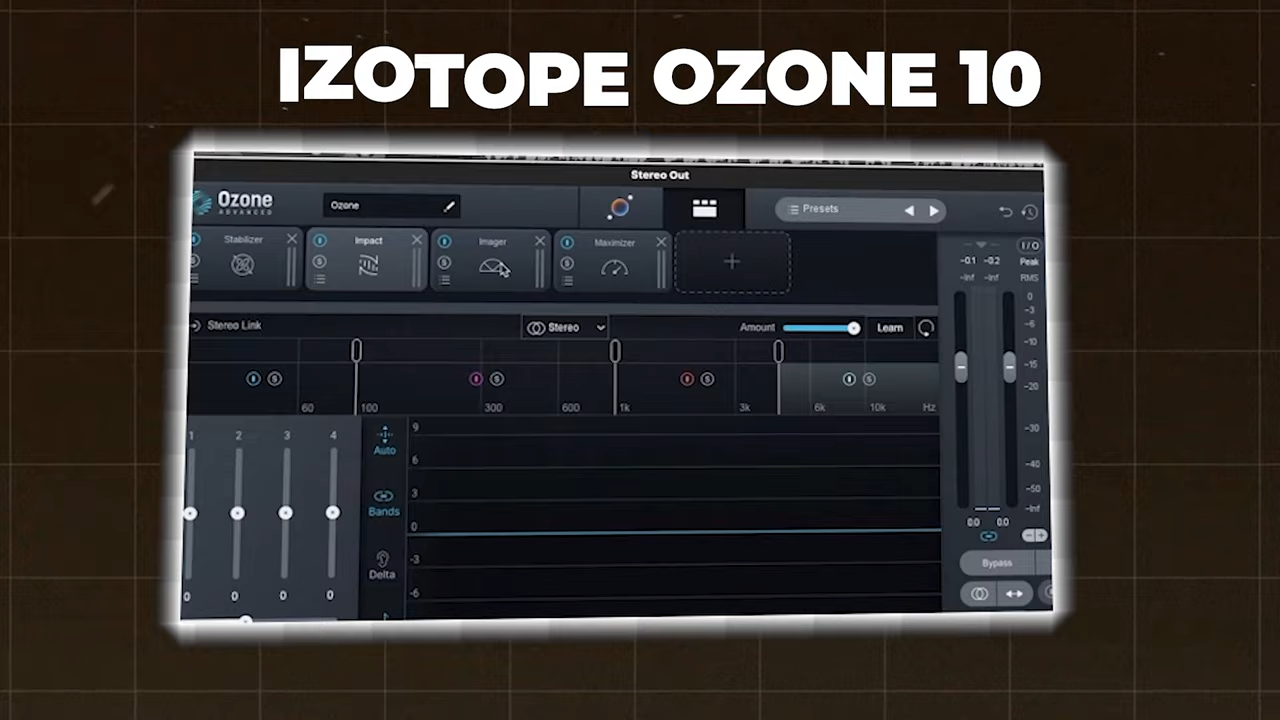 IZOTOPE OZONE 10
Stereo Out
Ozone
ADVANCED
Ozone
Presets
Stabilizer
Impact
Imager
Maximizer
I/O
-0.1 -0.2 Peak
-Inf -Inf RMS
Stereo Link
Stereo
Amount
Learn
60 100 300 600 1k 3k 6k 10k Hz
0
-3
-6
-10
-15
-20
-30
-40
-50
-Inf
1 2 3 4
0 0 0 0
Auto
Bands
Delta
9
6
3
0
-3
-6
0.0 0.0
Bypass